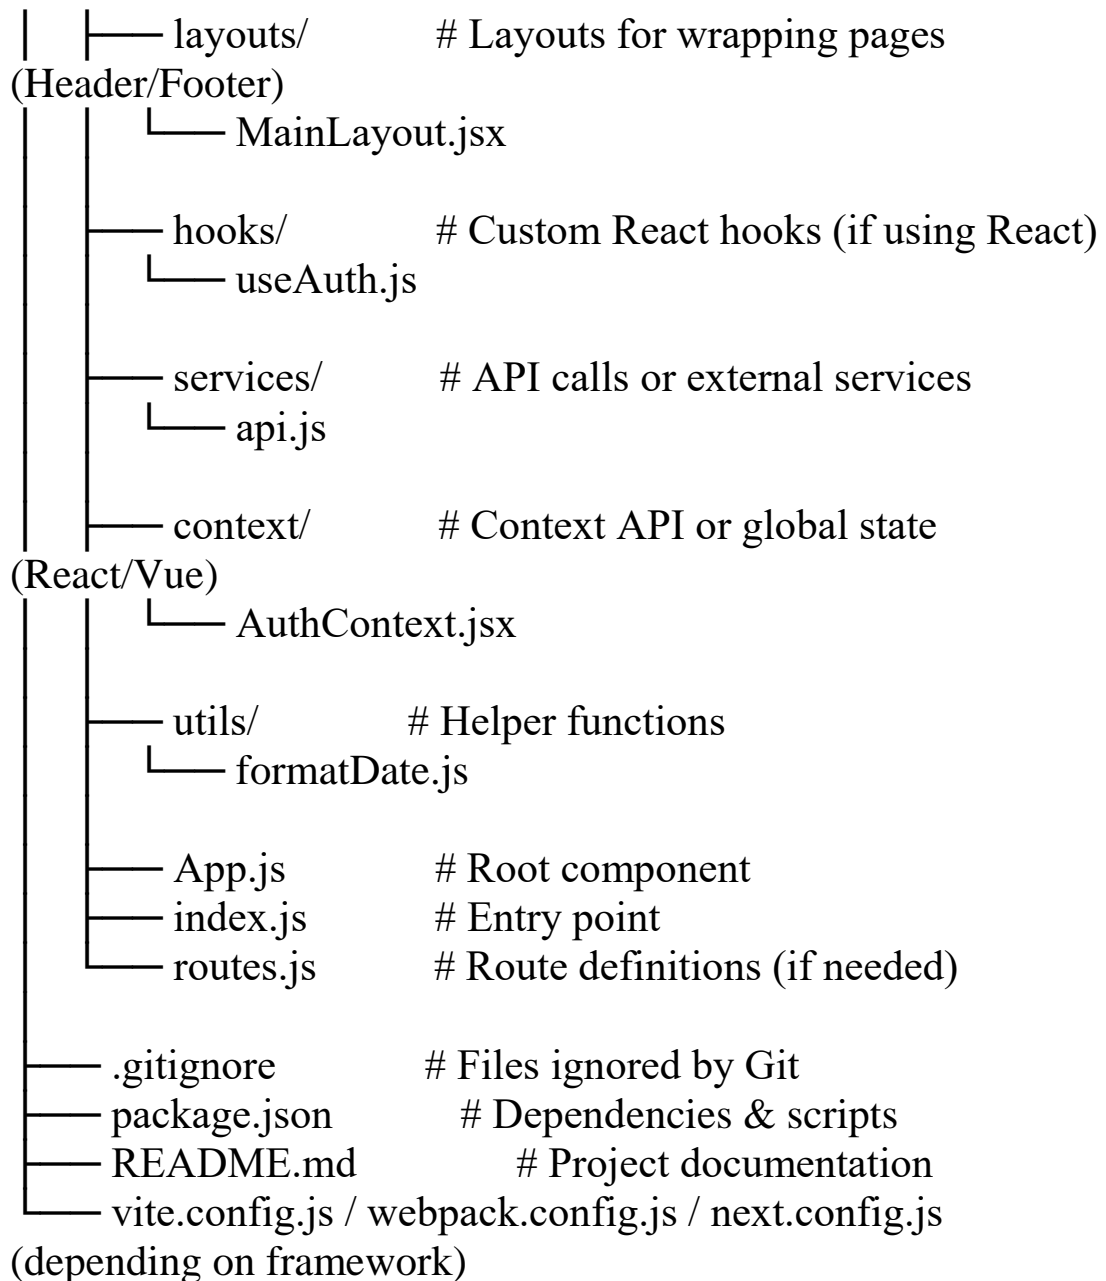 │   ├── layouts/ # Layouts for wrapping pages
(Header/Footer)
│   │   └── MainLayout.jsx
│   ├── hooks/ # Custom React hooks (if using React)
│   │   └── useAuth.js
│   ├── services/ # API calls or external services
│   │   └── api.js
│   ├── context/ # Context API or global state
(React/Vue)
│   │   └── AuthContext.jsx
│   ├── utils/ # Helper functions
│   │   └── formatDate.js
│   ├── App.js # Root component
│   ├── index.js # Entry point
│   └── routes.js # Route definitions (if needed)
├── .gitignore # Files ignored by Git
├── package.json # Dependencies & scripts
├── README.md # Project documentation
└── vite.config.js / webpack.config.js / next.config.js
(depending on framework)